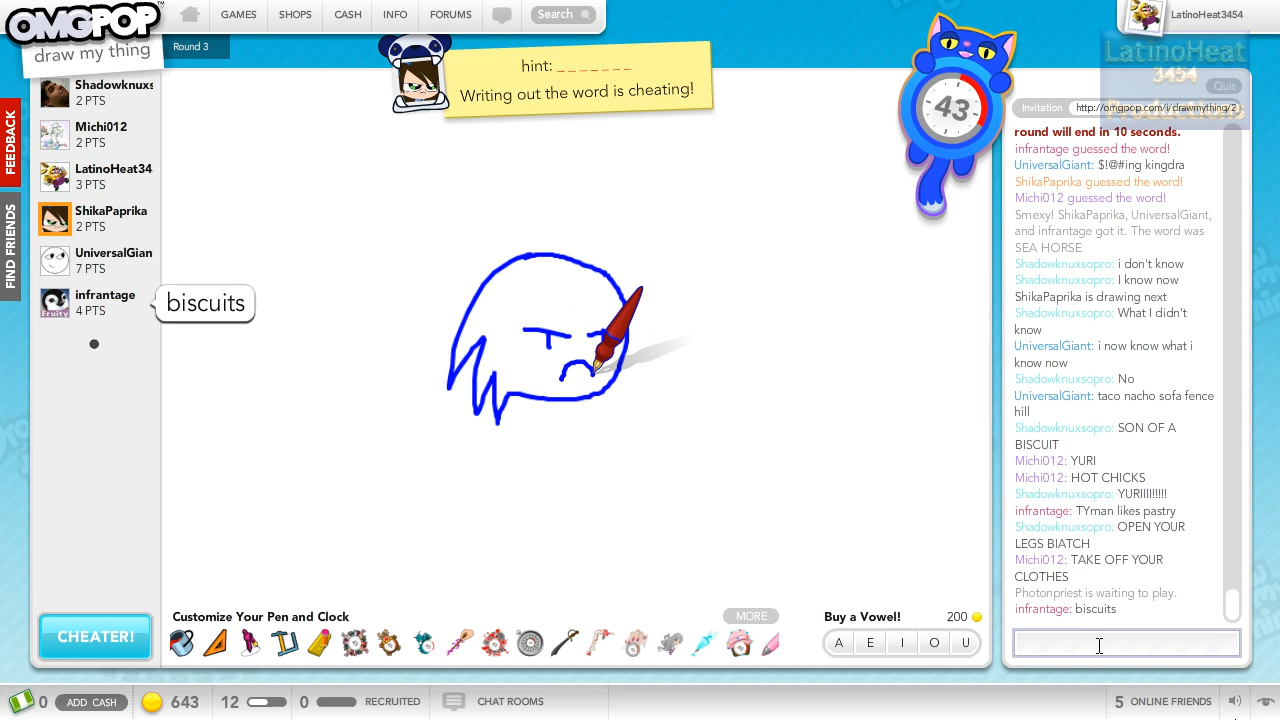 OMGPOP
draw my thing
GAMES
SHOPS
CASH
INFO
FORUMS
Search
LatinoHeat3454
Round 3
hint: _ _ _ _ _ _ _
Writing out the word is cheating!
43
LatinoHeat
3454
Productions
Quit
Invitation
http://omgpop.com/i/drawmything/2
FEEDBACK
FIND FRIENDS
Shadowknuxs
2 PTS
Michi012
2 PTS
LatinoHeat34
3 PTS
ShikaPaprika
2 PTS
UniversalGian
7 PTS
infrantage
4 PTS
Fruity
biscuits
round will end in 10 seconds.
infrantage guessed the word!
UniversalGiant: $!@#ing kingdra
ShikaPaprika guessed the word!
Michi012 guessed the word!
Smexy! ShikaPaprika, UniversalGiant,
and infrantage got it. The word was
SEA HORSE
Shadowknuxsopro: i don't know
Shadowknuxsopro: I know now
ShikaPaprika is drawing next
Shadowknuxsopro: What I didn't
know
UniversalGiant: i now know what i
know now
Shadowknuxsopro: No
UniversalGiant: taco nacho sofa fence
hill
Shadowknuxsopro: SON OF A
BISCUIT
Michi012: YURI
Michi012: HOT CHICKS
Shadowknuxsopro: YURIIII!!!!!
infrantage: TYman likes pastry
Shadowknuxsopro: OPEN YOUR
LEGS BIATCH
Michi012: TAKE OFF YOUR
CLOTHES
Photonpriest is waiting to play.
infrantage: biscuits
CHEATER!
Customize Your Pen and Clock
MORE
Buy a Vowel!
200
A
E
I
O
U
0
ADD CASH
643
12
0
RECRUITED
CHAT ROOMS
5 ONLINE FRIENDS